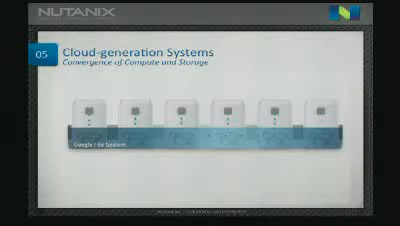 NUTANIX
05
Cloud-generation Systems
Convergence of Compute and Storage
Google File System